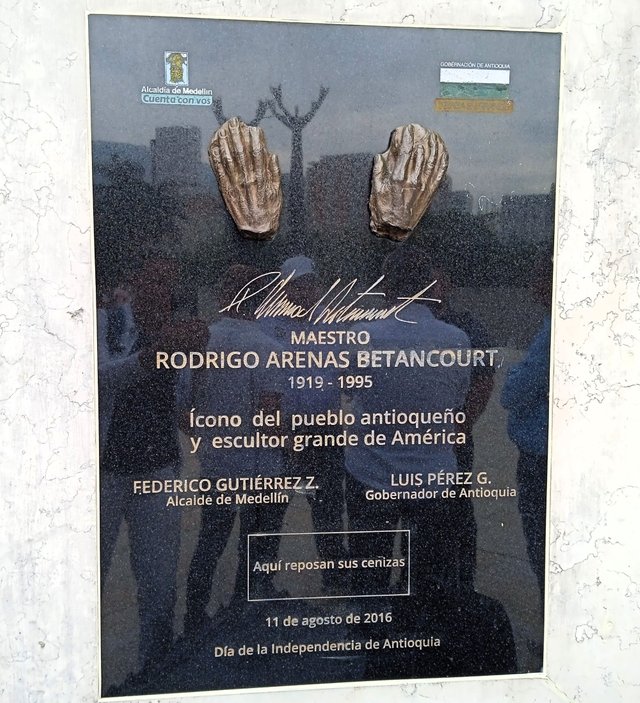 Alcaldía de Medellín
Cuenta con vos
GOBERNACIÓN DE ANTIOQUIA
MAESTRO
RODRIGO ARENAS BETANCOURT
1919 - 1995
Ícono del pueblo antioqueño
y escultor grande de América
FEDERICO GUTIÉRREZ Z.
Alcalde de Medellín
LUIS PÉREZ G.
Gobernador de Antioquia
Aquí reposan sus cenizas
11 de agosto de 2016
Día de la Independencia de Antioquia